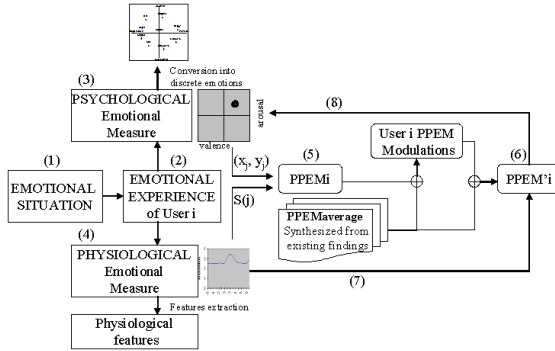 (3)
Conversion into
discrete emotions
PSYCHOLOGICAL
Emotional
Measure
arousal
valence
(8)
User i PPEM
Modulations
(1)
(2)
(x_j, y_j)
(5)
(6)
EMOTIONAL
SITUATION
EMOTIONAL
EXPERIENCE
of User i
PPEMi
PPEM'i
S(j)
(4)
PPEMaverage
Synthesized from
existing findings
PHYSIOLOGICAL
Emotional
Measure
(7)
Features extraction
Physiological
features